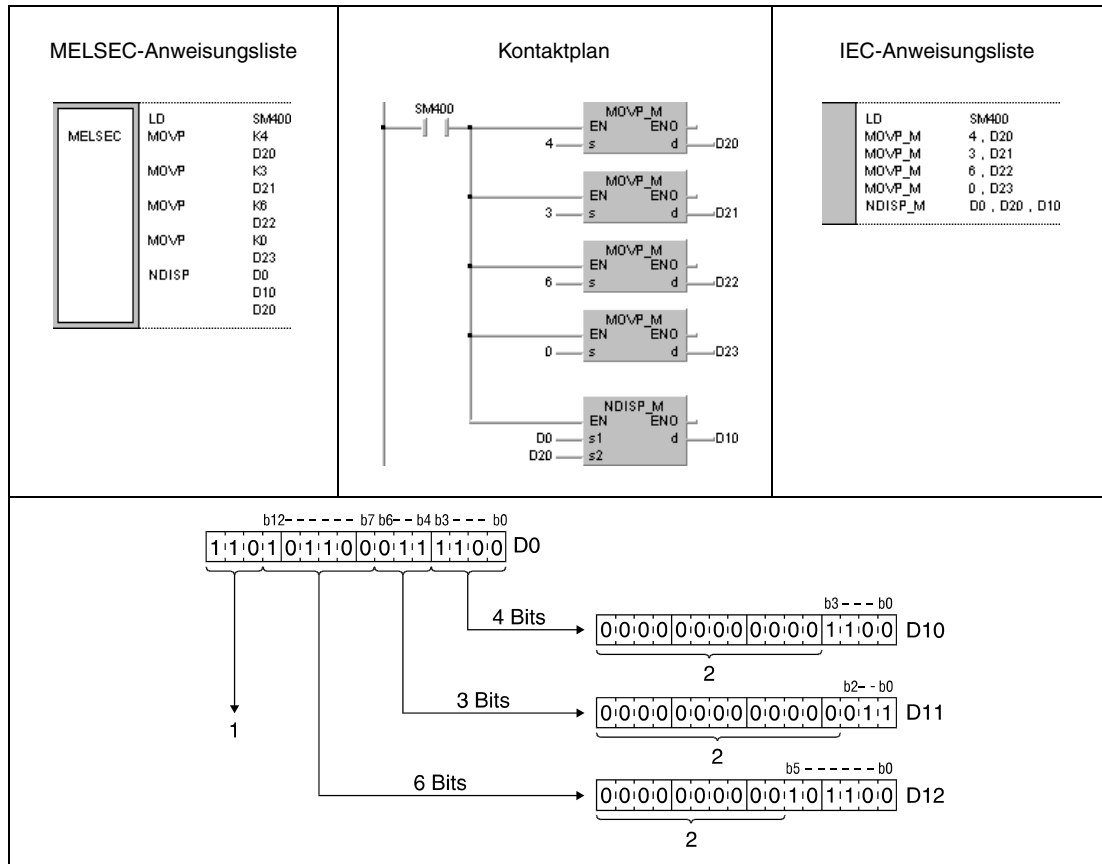 MELSEC-Anweisungsliste
MELSEC
LD SM400
MOVP K4
D20
MOVP K3
D21
MOVP K6
D22
MOVP K0
D23
NDISP D0
D10
D20
Kontaktplan
SM400
MOVP_M
EN ENO
4 s d D20
MOVP_M
EN ENO
3 s d D21
MOVP_M
EN ENO
6 s d D22
MOVP_M
EN ENO
0 s d D23
NDISP_M
EN ENO
D0 s1 d D10
D20 s2
IEC-Anweisungsliste
LD SM400
MOVP_M 4 , D20
MOVP_M 3 , D21
MOVP_M 6 , D22
MOVP_M 0 , D23
NDISP_M D0 , D20 , D10
b12 b7 b6 b4 b3 b0
1 1 0 1 0 1 1 0 0 0 1 1 1 1 0 0 D0
4 Bits
b3 b0
0 0 0 0 0 0 0 0 0 0 0 0 1 1 0 0 D10
2
3 Bits
b2 b0
0 0 0 0 0 0 0 0 0 0 0 0 0 0 1 1 D11
2
1
6 Bits
b5 b0
0 0 0 0 0 0 0 0 0 0 1 0 1 1 0 0 D12
2